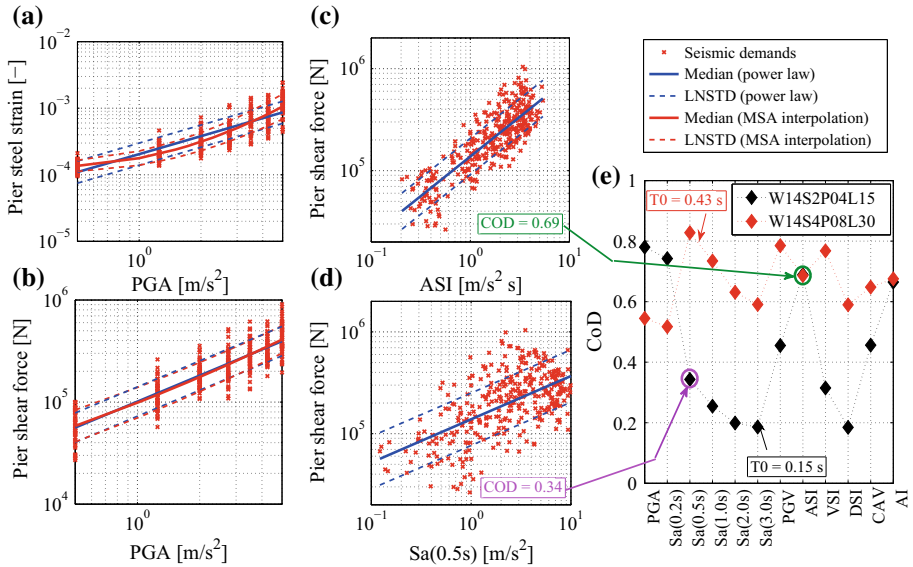 (a)
10^-2
10^-3
10^-4
10^-5
Pier steel strain [−]
10^0
PGA [m/s^2]
(b)
10^6
10^5
10^4
Pier shear force [N]
10^0
PGA [m/s^2]
(c)
10^6
10^5
Pier shear force [N]
10^-1
10^0
10^1
ASI [m/s^2 s]
COD = 0.69
(d)
10^6
10^5
Pier shear force [N]
COD = 0.34
10^-1
10^0
10^1
Sa(0.5s) [m/s^2]
Seismic demands
Median (power law)
LNSTD (power law)
Median (MSA interpolation)
LNSTD (MSA interpolation)
(e)
1
0.8
0.6
0.4
0.2
0
CoD
T0 = 0.43 s
W14S2P04L15
W14S4P08L30
T0 = 0.15 s
PGA
Sa(0.2s)
Sa(0.5s)
Sa(1.0s)
Sa(2.0s)
Sa(3.0s)
PGV
ASI
VSI
DSI
CAV
AI